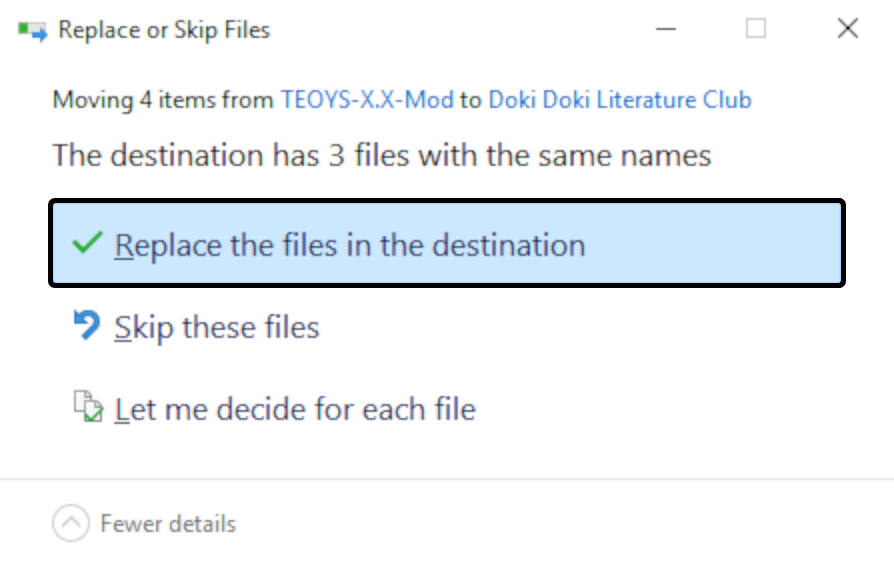 Replace or Skip Files
Moving 4 items from TEOYS-X.X-Mod to Doki Doki Literature Club
The destination has 3 files with the same names
Replace the files in the destination
Skip these files
Let me decide for each file
Fewer details